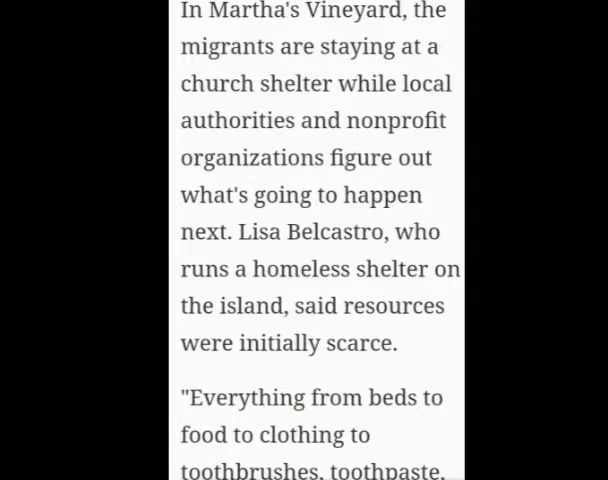 In Martha's Vineyard, the
migrants are staying at a
church shelter while local
authorities and nonprofit
organizations figure out
what's going to happen
next. Lisa Belcastro, who
runs a homeless shelter on
the island, said resources
were initially scarce.
"Everything from beds to
food to clothing to
toothbrushes, toothpaste,